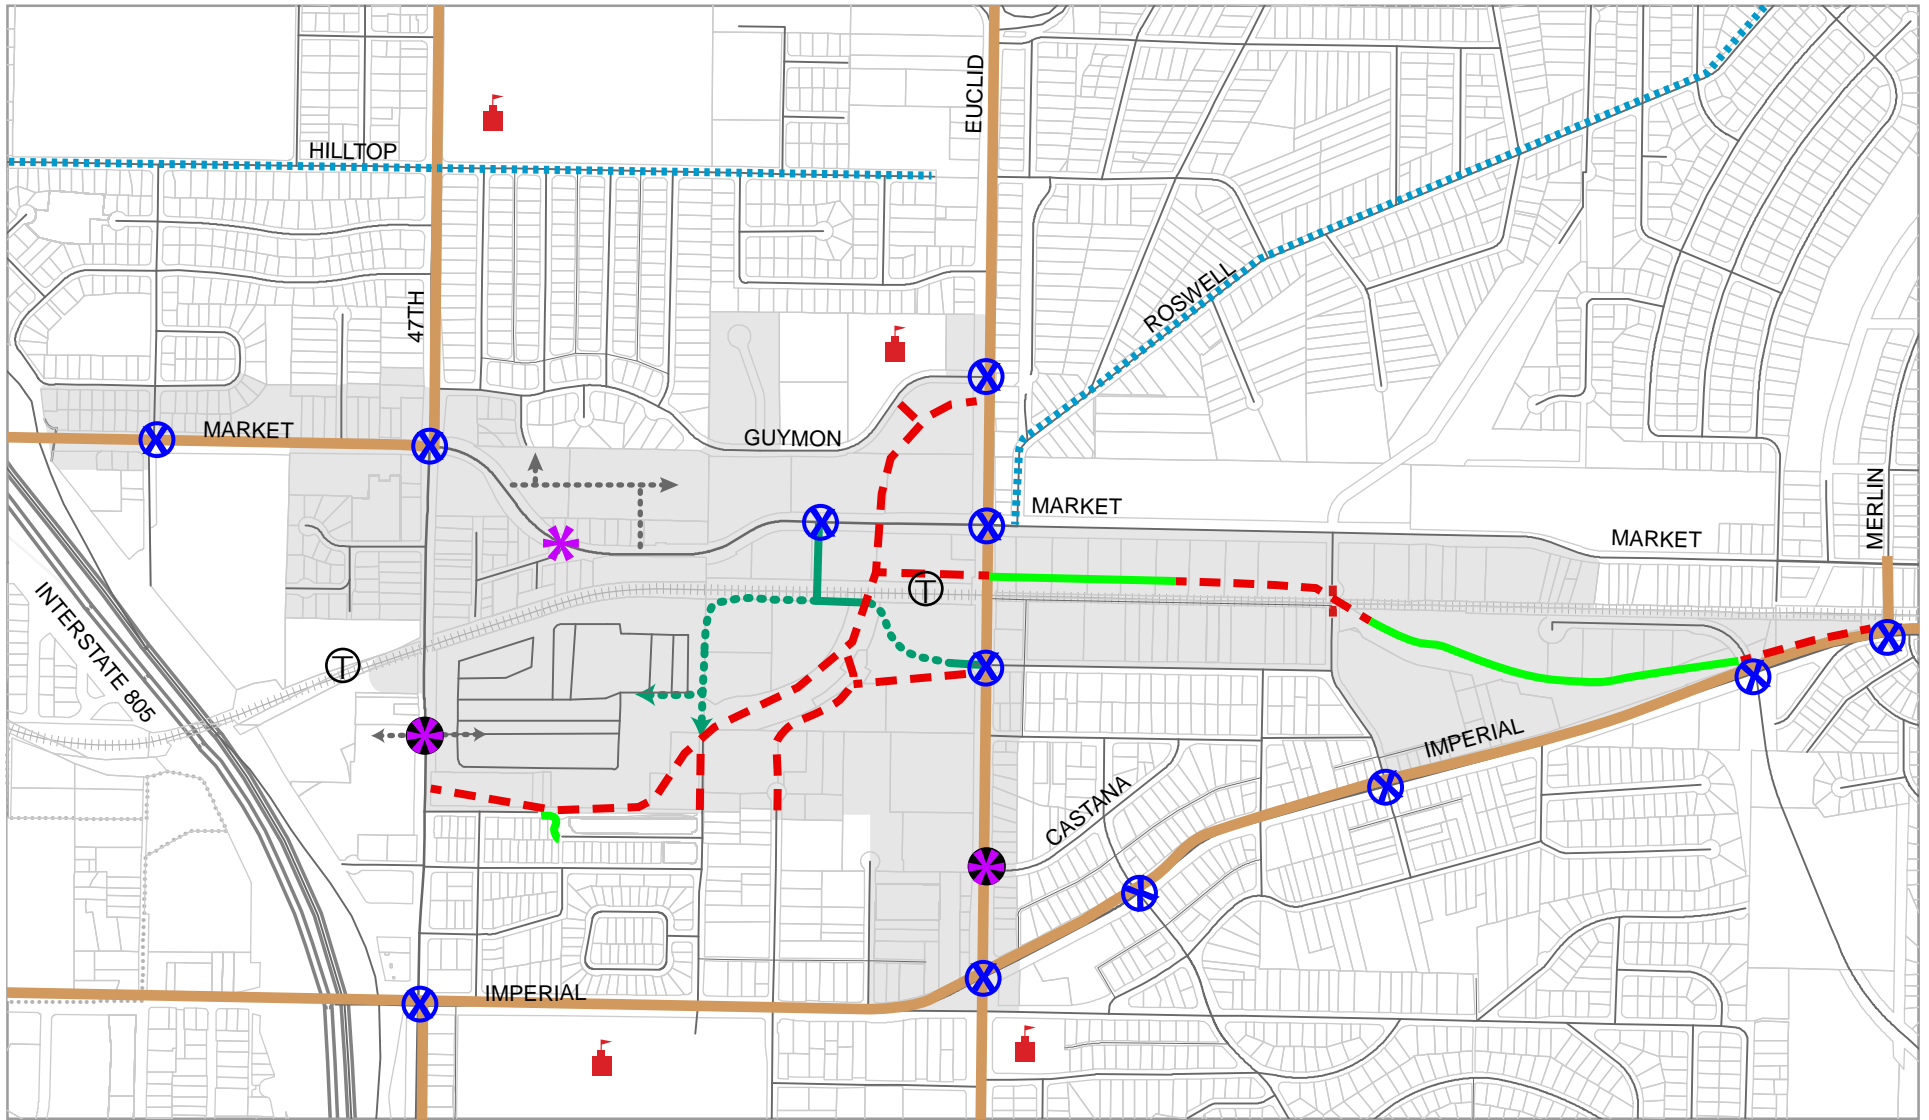 EUCLID
HILLTOP
ROSWELL
47TH
MARKET
GUYMON
MARKET
MARKET
MERLIN
T
T
INTERSTATE 805
IMPERIAL
CASTANA
IMPERIAL